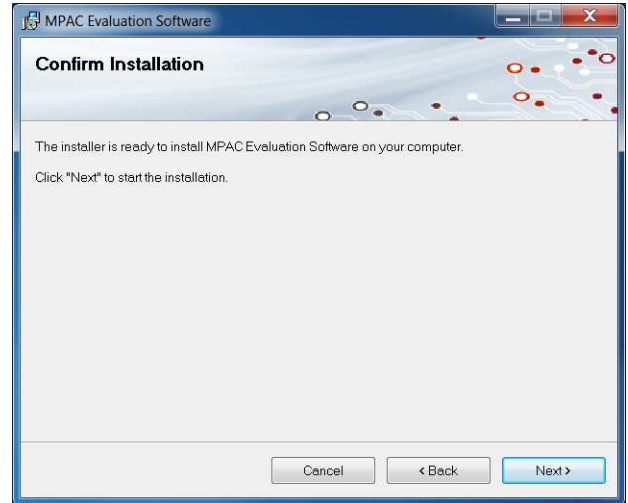 MPAC Evaluation Software
Confirm Installation
The installer is ready to install MPAC Evaluation Software on your computer.
Click "Next" to start the installation.
Cancel
< Back
Next >